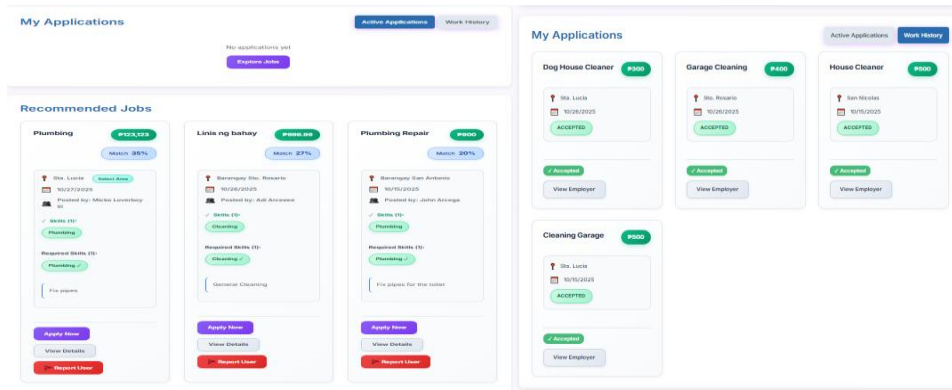 My Applications
Active Applications
Work History
No applications yet
Explore Jobs
Recommended Jobs
Plumbing
₱123,123
Match 35%
Sta. Lucia
Select Area
10/27/2025
Skills (1):
Plumbing
Required Skills (1):
Plumbing ✓
Fix pipes
Apply Now
View Details
Report User
Linis ng bahay
Match 27%
Barangay Sto. Rosario
10/28/2025
Skills (1):
Cleaning
Required Skills (1):
Cleaning ✓
General Cleaning
Apply Now
View Details
Report User
Plumbing Repair
₱900
Match 20%
Barangay San Antonio
10/15/2025
Posted by: John Arcega
Skills (1):
Plumbing
Required Skills (1):
Plumbing ✓
Fix pipes for the toilet
Apply Now
View Details
Report User
My Applications
Active Applications
Work History
Dog House Cleaner
₱300
Sta. Lucia
10/26/2025
ACCEPTED
✓ Accepted
View Employer
Garage Cleaning
₱400
Sto. Rosario
10/26/2025
ACCEPTED
✓ Accepted
View Employer
House Cleaner
₱500
San Nicolas
10/15/2025
ACCEPTED
✓ Accepted
View Employer
Cleaning Garage
₱500
Sta. Lucia
10/15/2025
ACCEPTED
✓ Accepted
View Employer